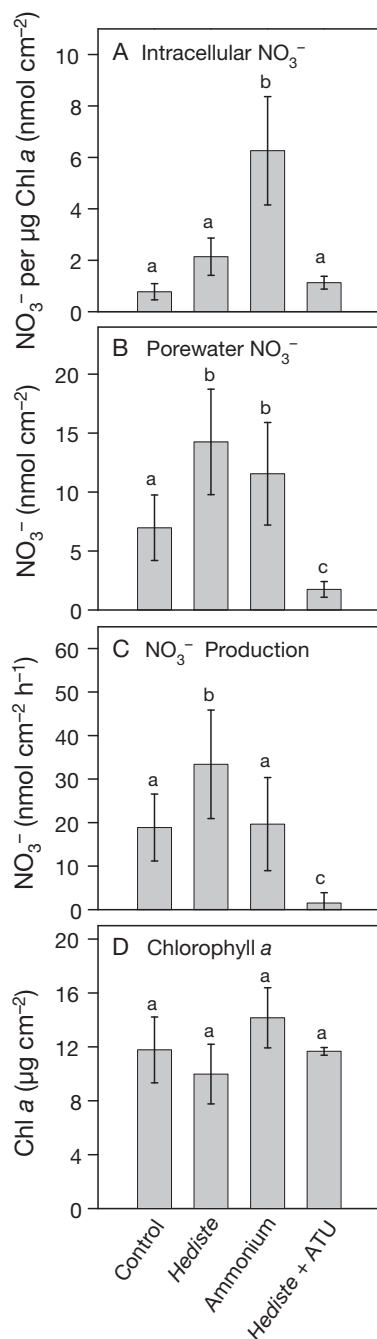 A Intracellular NO₃⁻
NO₃⁻ per µg Chl a (nmol cm⁻²)
10
8
6
4
2
0
a
a
b
a
B Porewater NO₃⁻
NO₃⁻ (nmol cm⁻²)
20
15
10
5
0
a
b
b
c
C NO₃⁻ Production
NO₃⁻ (nmol cm⁻² h⁻¹)
60
50
40
30
20
10
0
a
b
a
c
D Chlorophyll a
Chl a (µg cm⁻²)
20
16
12
8
4
0
a
a
a
a
Control
Hediste
Ammonium
Hediste + ATU